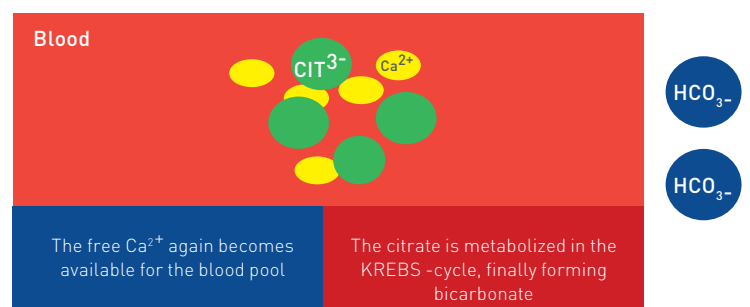 Blood
CIT3-
Ca2+
HCO3-
HCO3-
The free Ca2+ again becomes
available for the blood pool
The citrate is metabolized in the
KREBS -cycle, finally forming
bicarbonate